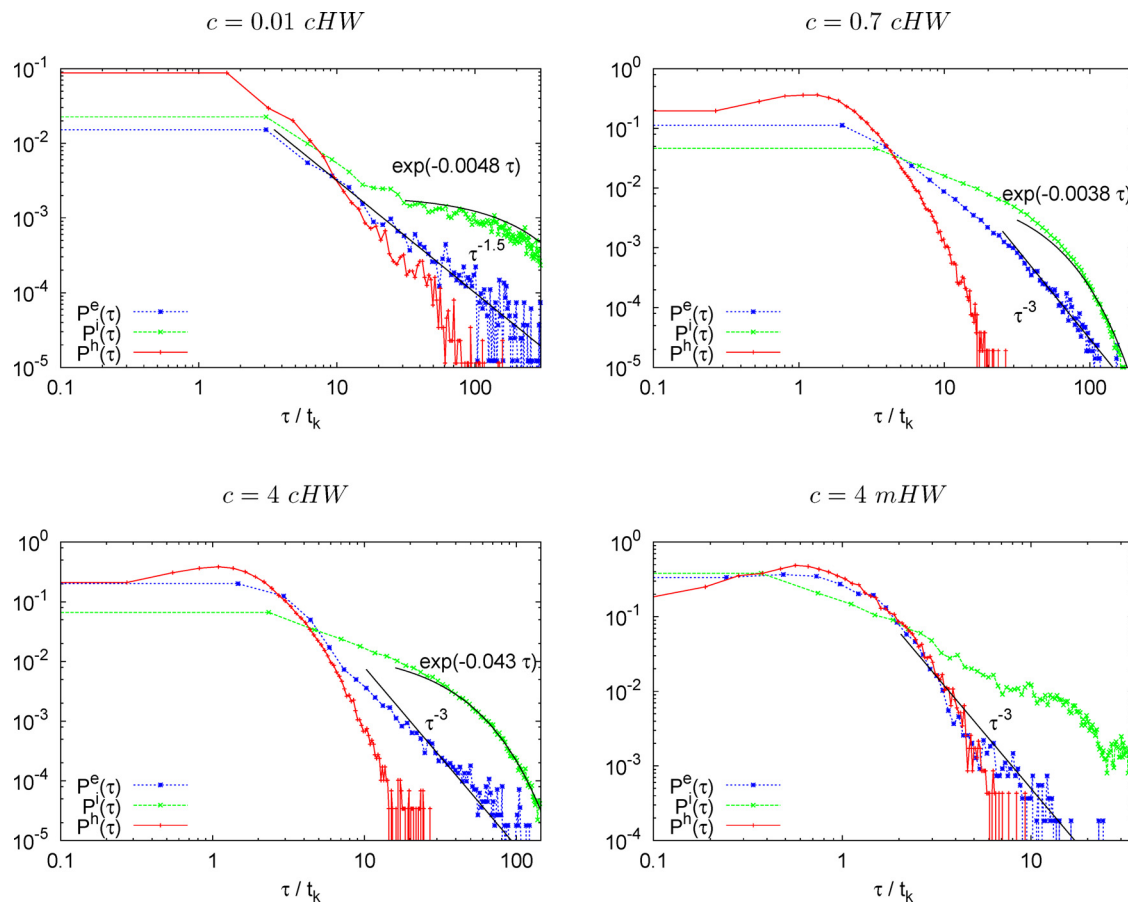 c = 0.01 cHW
10^-1
10^-2
10^-3
10^-4
10^-5
exp(-0.0048 τ)
τ^-1.5
P^e(τ)
P^i(τ)
P^h(τ)
0.1 1 10 100
τ / t_k
c = 0.7 cHW
10^0
10^-1
10^-2
10^-3
10^-4
10^-5
exp(-0.0038 τ)
τ^-3
P^e(τ)
P^i(τ)
P^h(τ)
0.1 1 10 100
τ / t_k
c = 4 cHW
10^0
10^-1
10^-2
10^-3
10^-4
10^-5
exp(-0.043 τ)
τ^-3
P^e(τ)
P^i(τ)
P^h(τ)
0.1 1 10 100
τ / t_k
c = 4 mHW
10^0
10^-1
10^-2
10^-3
10^-4
τ^-3
P^e(τ)
P^i(τ)
P^h(τ)
0.1 1 10
τ / t_k